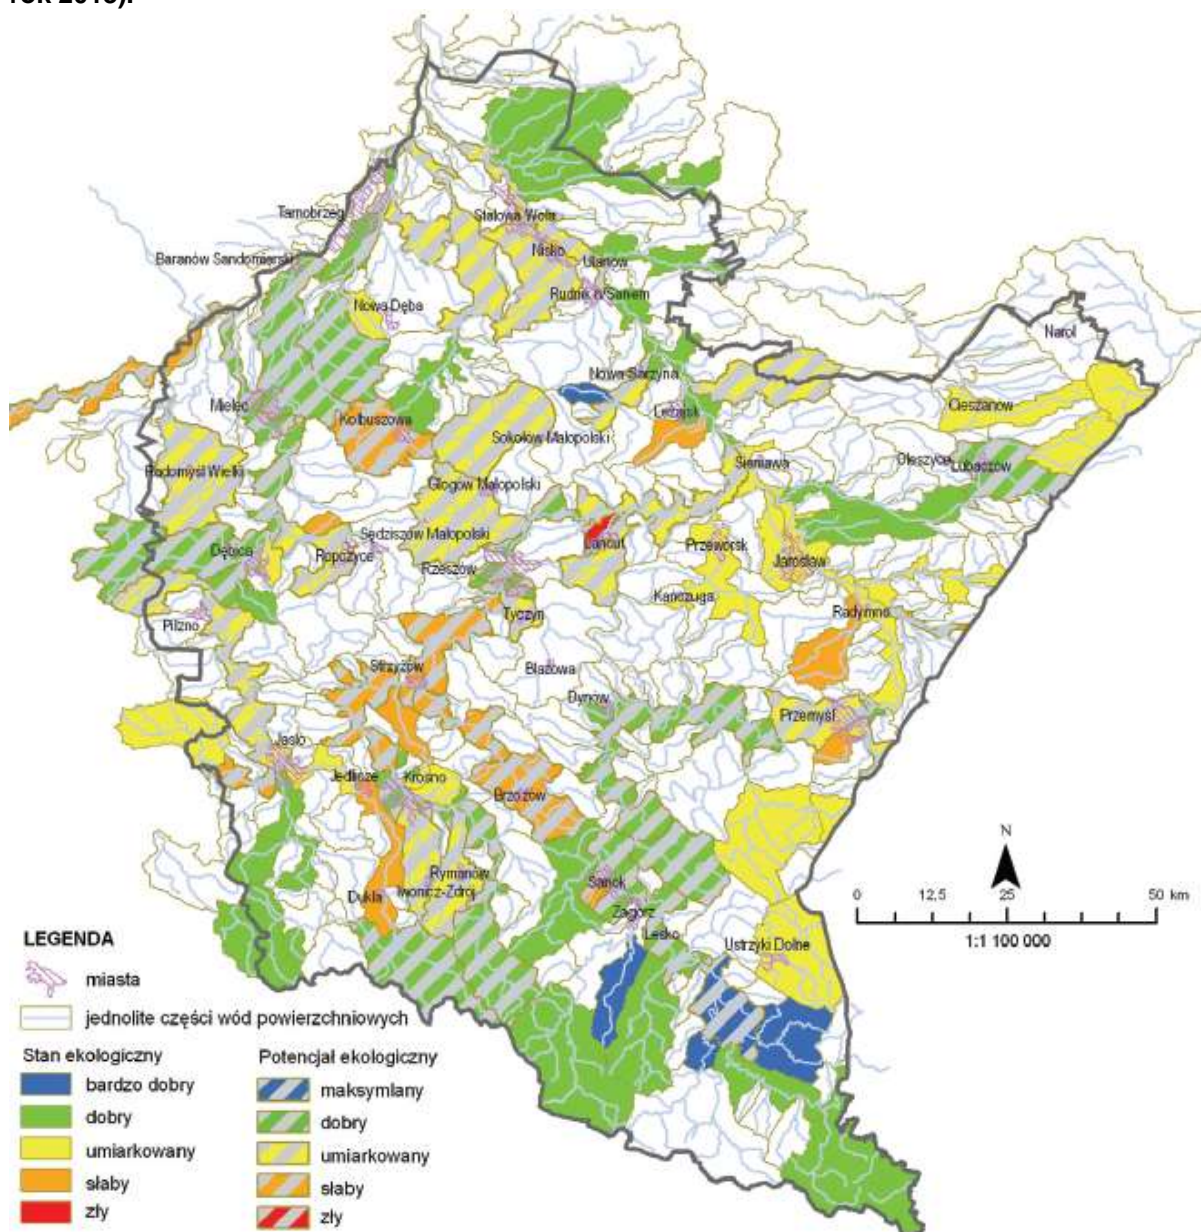 rok 2015).
Tarnobrzeg
Stalowa Wola
Baranów Sandomierski
Nisko
Ulanów
Rudnik n/Sanem
Nowa Dęba
Narol
Nowa Sarzyna
Mielec
Kolbuszowa
Leżajsk
Cieszanów
Sokołów Małopolski
Radomyśl Wielki
Sieniawa
Oleszyce
Lubaczów
Głogów Małopolski
Sędziszów Małopolski
Łańcut
Przeworsk
Dębica
Ropczyce
Rzeszów
Jarosław
Kańczuga
Pilzno
Tyczyn
Radymno
Strzyżów
Błażowa
Dynów
Przemyśl
Jasło
Jedlicze
Krosno
Brzozów
Rymanów
Iwonicz-Zdrój
Dukla
Sanok
Zagórz
Lesko
Ustrzyki Dolne
N
0 12,5 25 50 km
1:1 100 000
LEGENDA
miasta
jednolite części wód powierzchniowych
Stan ekologiczny
bardzo dobry
dobry
umiarkowany
słaby
zły
Potencjał ekologiczny
maksymlany
dobry
umiarkowany
słaby
zły